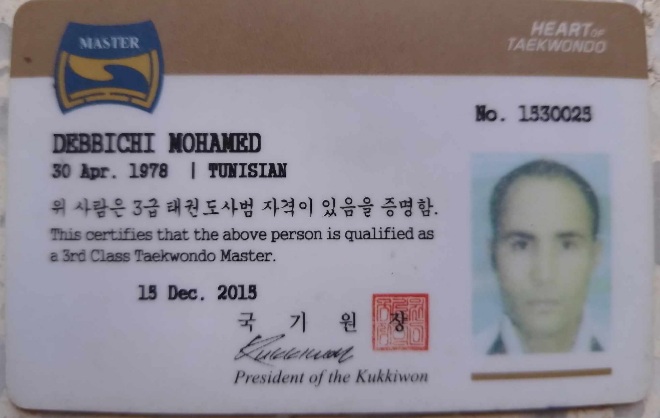 MASTER
HEART OF
TAEKWONDO
No. 1530025
DEBBICHI MOHAMED
30 Apr. 1978 | TUNISIAN
위 사람은 3급 태권도사범 자격이 있음을 증명함.
This certifies that the above person is qualified as
a 3rd Class Taekwondo Master.
15 Dec. 2015
국 기 원 장
Kukkiwon
President of the Kukkiwon